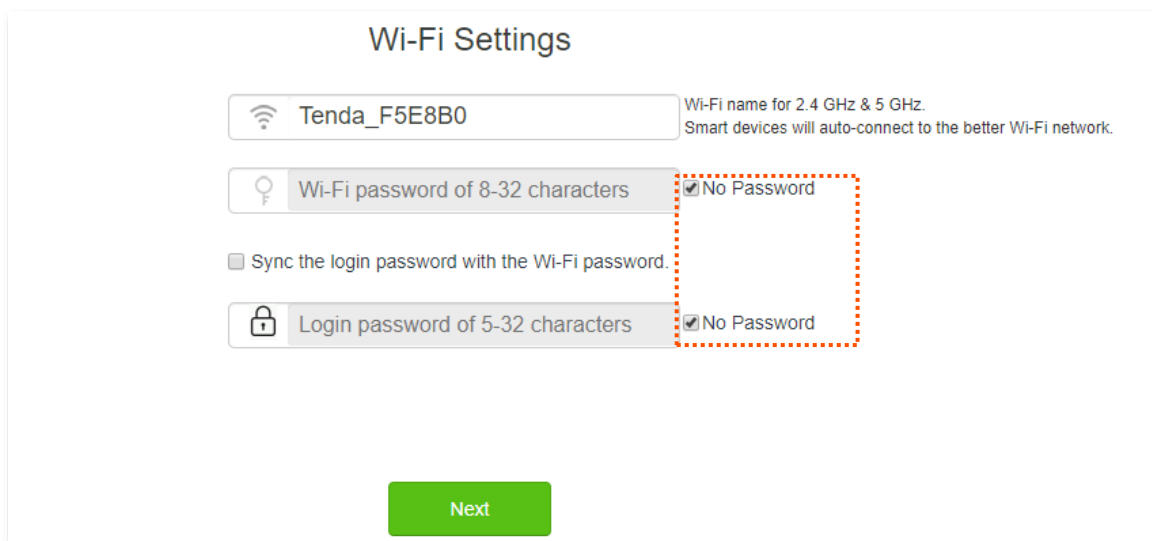 Wi-Fi Settings
Tenda_F5E8B0
Wi-Fi name for 2.4 GHz & 5 GHz.
Smart devices will auto-connect to the better Wi-Fi network.
Wi-Fi password of 8-32 characters
No Password
Sync the login password with the Wi-Fi password.
Login password of 5-32 characters
No Password
Next